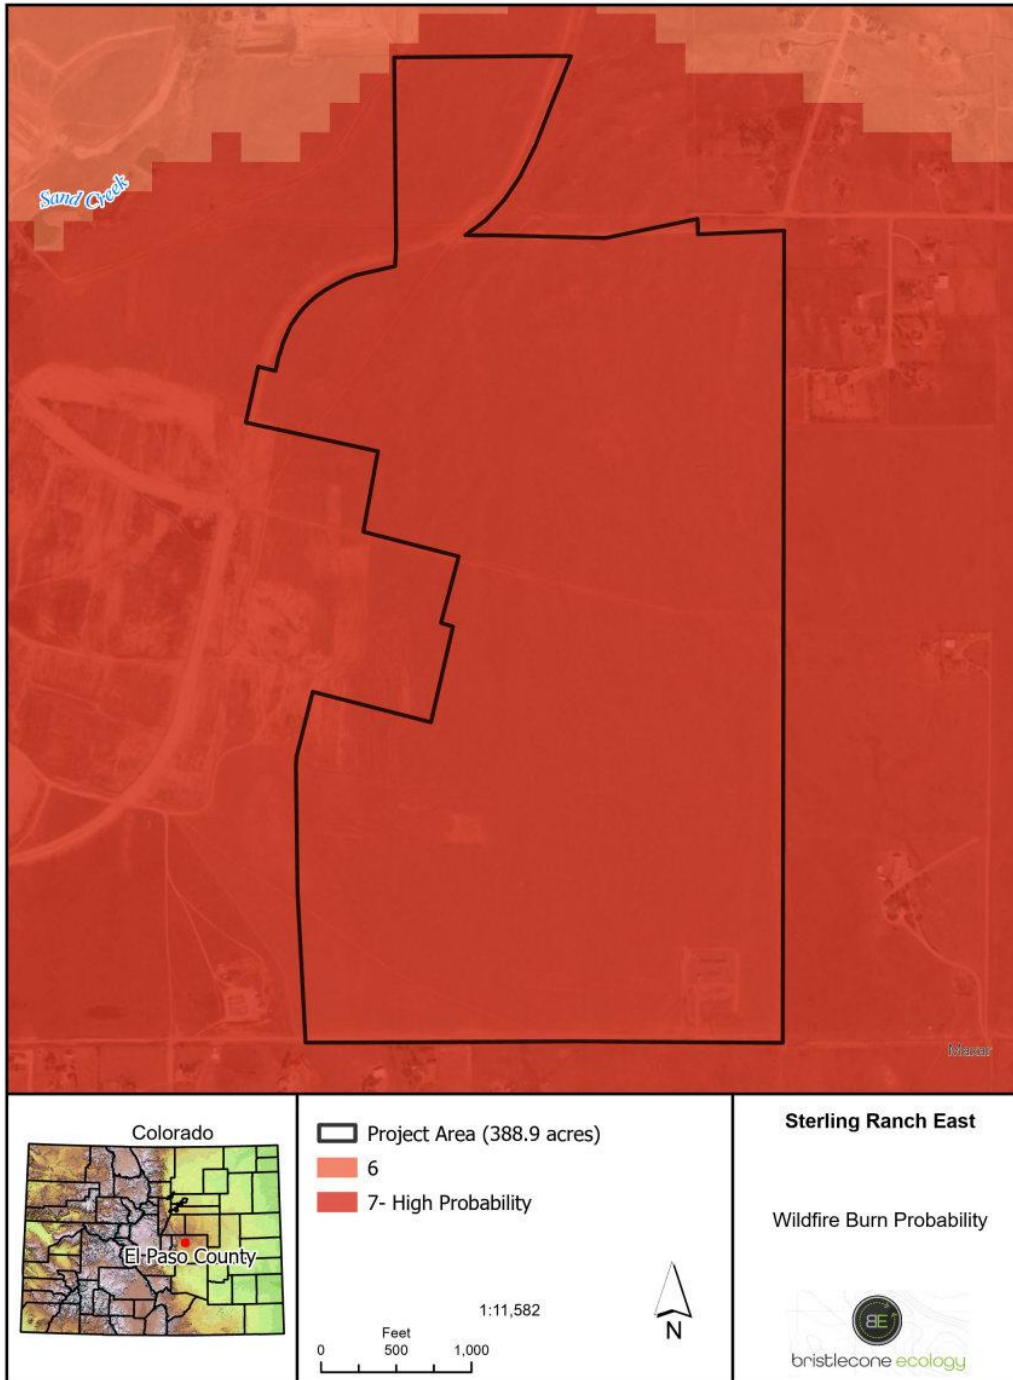 Sand Creek
Maxar
Colorado
El Paso County
Project Area (388.9 acres)
6
7- High Probability
1:11,582
Feet
0 500 1,000
N
Sterling Ranch East
Wildfire Burn Probability
BE
bristlecone ecology